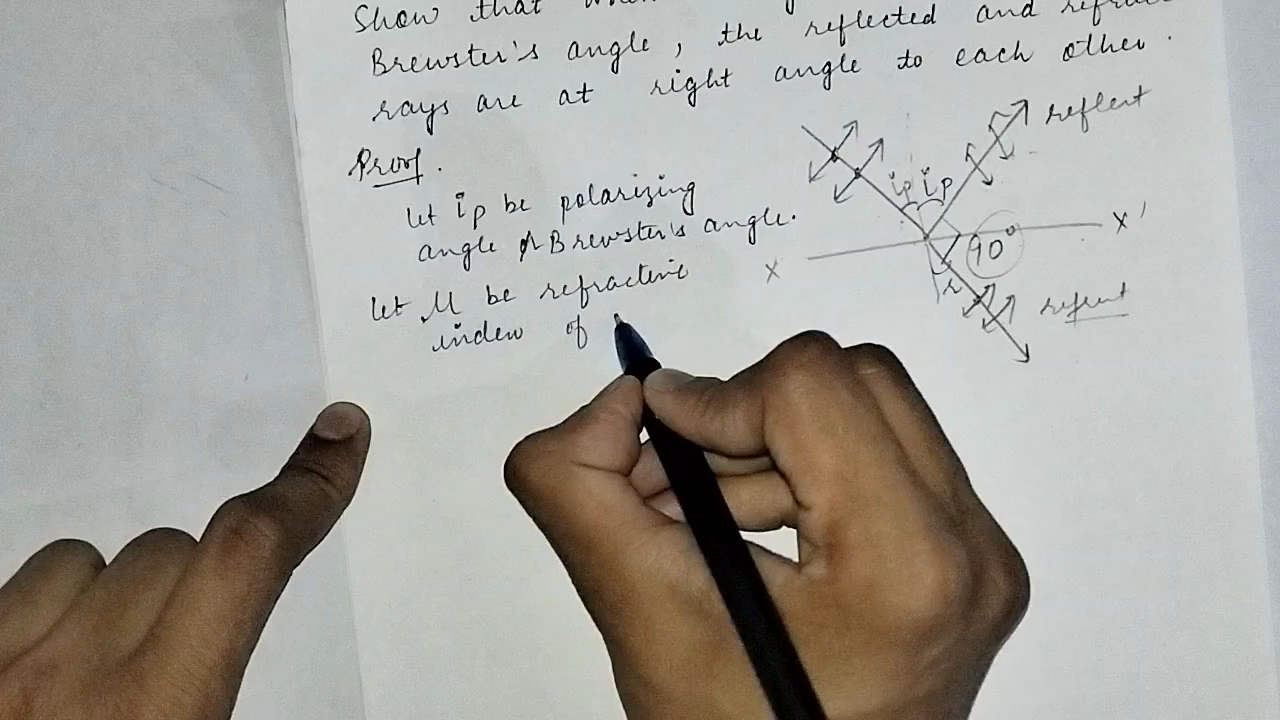 Show that when
Brewster's angle, the reflected and
rays are at right angle to each other.
Proof.
let ip be polarizing
angle or Brewster's angle.
let μ be refractive
index of
ip ip
reflect
X X'
90°
r